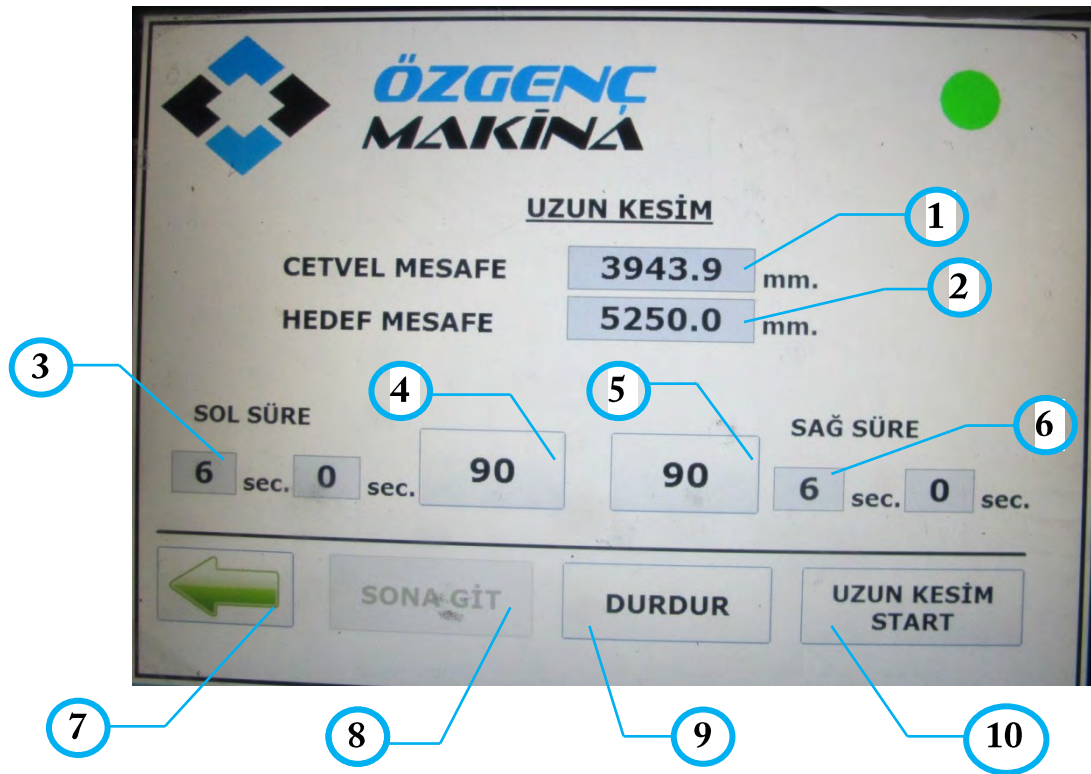 ÖZGENÇ
MAKİNA
UZUN KESİM
1
CETVEL MESAFE 3943.9 mm.
2
HEDEF MESAFE 5250.0 mm.
3
4
5
SOL SÜRE
SAĞ SÜRE
6
6 sec. 0 sec.
90
90
6 sec. 0 sec.
SONA GİT
DURDUR
UZUN KESİM
START
7
8
9
10